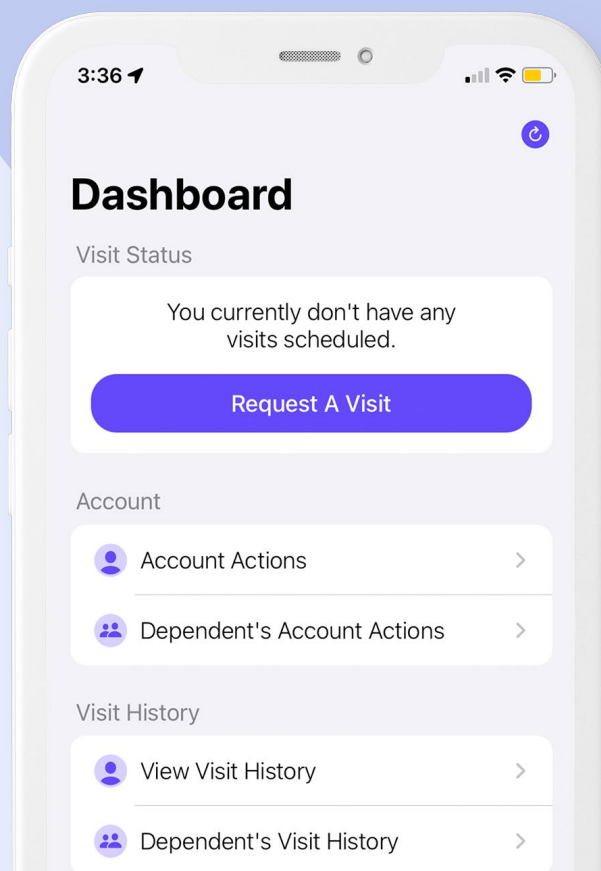 3:36
Dashboard
Visit Status
You currently don't have any
visits scheduled.
Request A Visit
Account
Account Actions
Dependent's Account Actions
Visit History
View Visit History
Dependent's Visit History